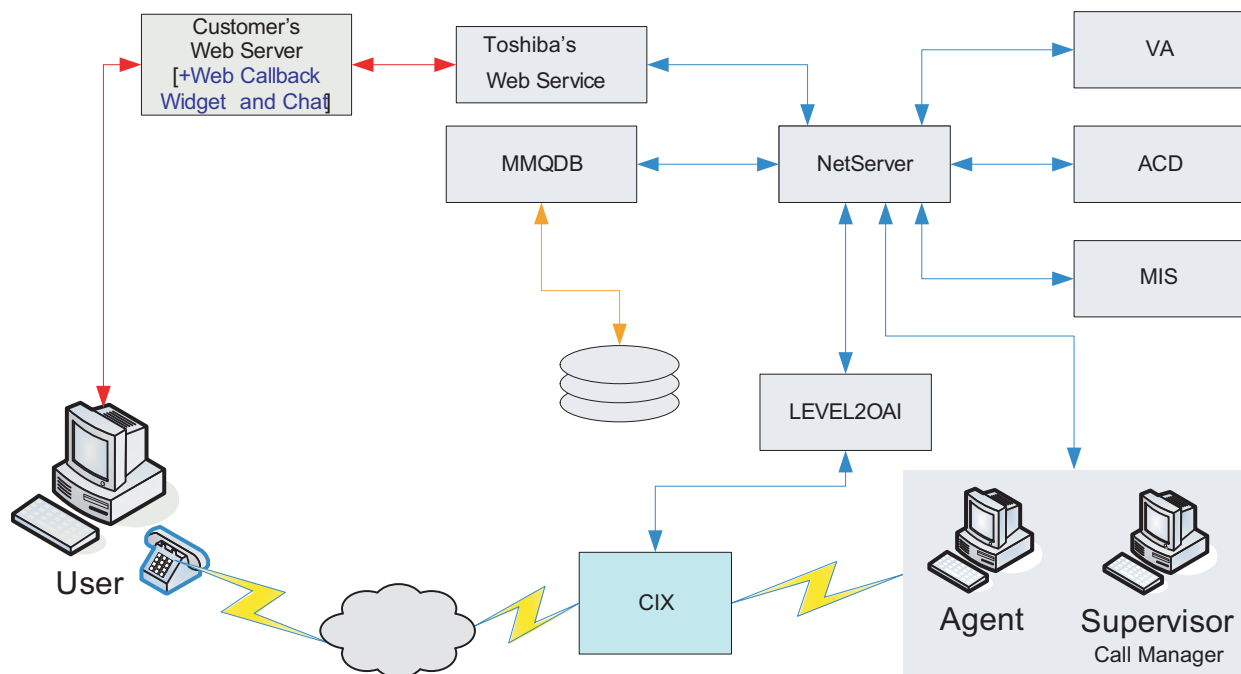 Customer's
Web Server
[+Web Callback
Widget and Chat]
Toshiba's
Web Service
VA
MMQDB
NetServer
ACD
MIS
LEVEL2OAI
User
CIX
Agent
Supervisor
Call Manager